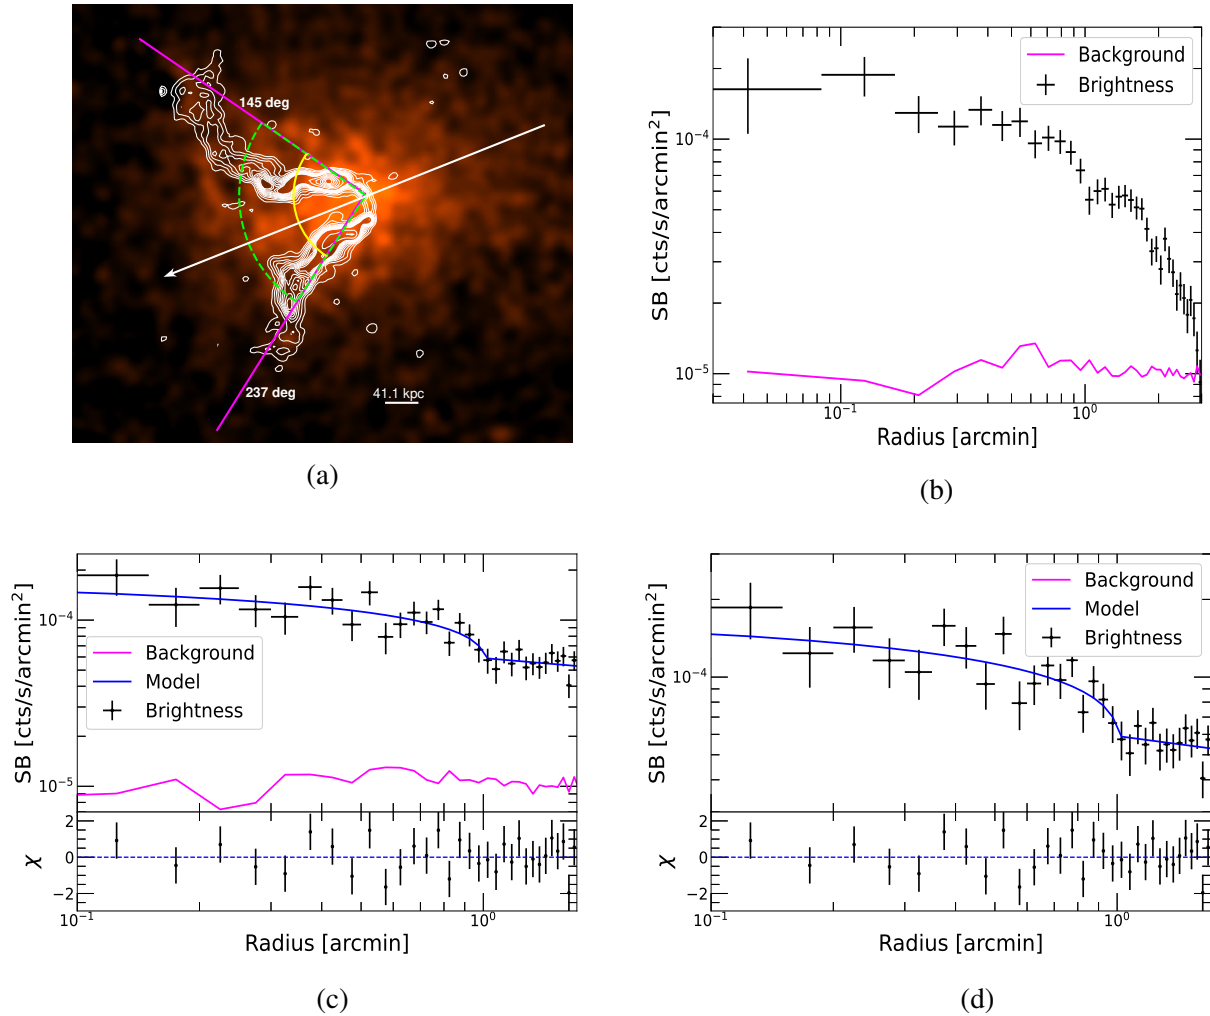 145 deg
237 deg
41.1 kpc
(a)
SB [cts/s/arcmin²]
10⁻⁴
10⁻⁵
10⁻¹
10⁰
Radius [arcmin]
Background
Brightness
(b)
SB [cts/s/arcmin²]
10⁻⁴
10⁻⁵
Background
Model
Brightness
χ
2
0
−2
10⁻¹
10⁰
Radius [arcmin]
(c)
SB [cts/s/arcmin²]
10⁻⁴
Background
Model
Brightness
χ
2
0
−2
10⁻¹
10⁰
Radius [arcmin]
(d)